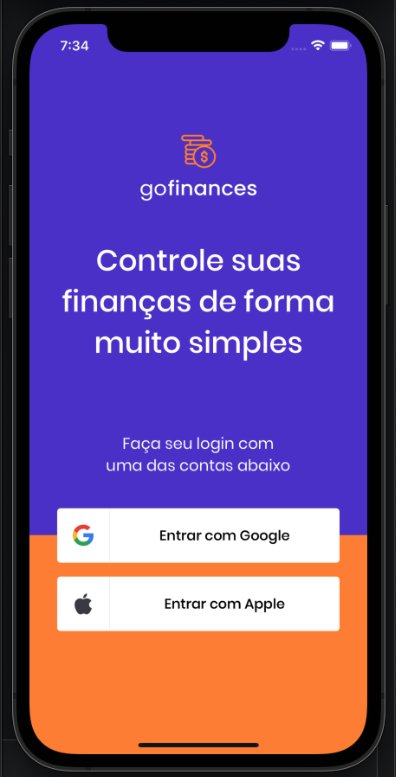 7:34
gofinances
Controle suas
finanças de forma
muito simples
Faça seu login com
uma das contas abaixo
Entrar com Google
Entrar com Apple